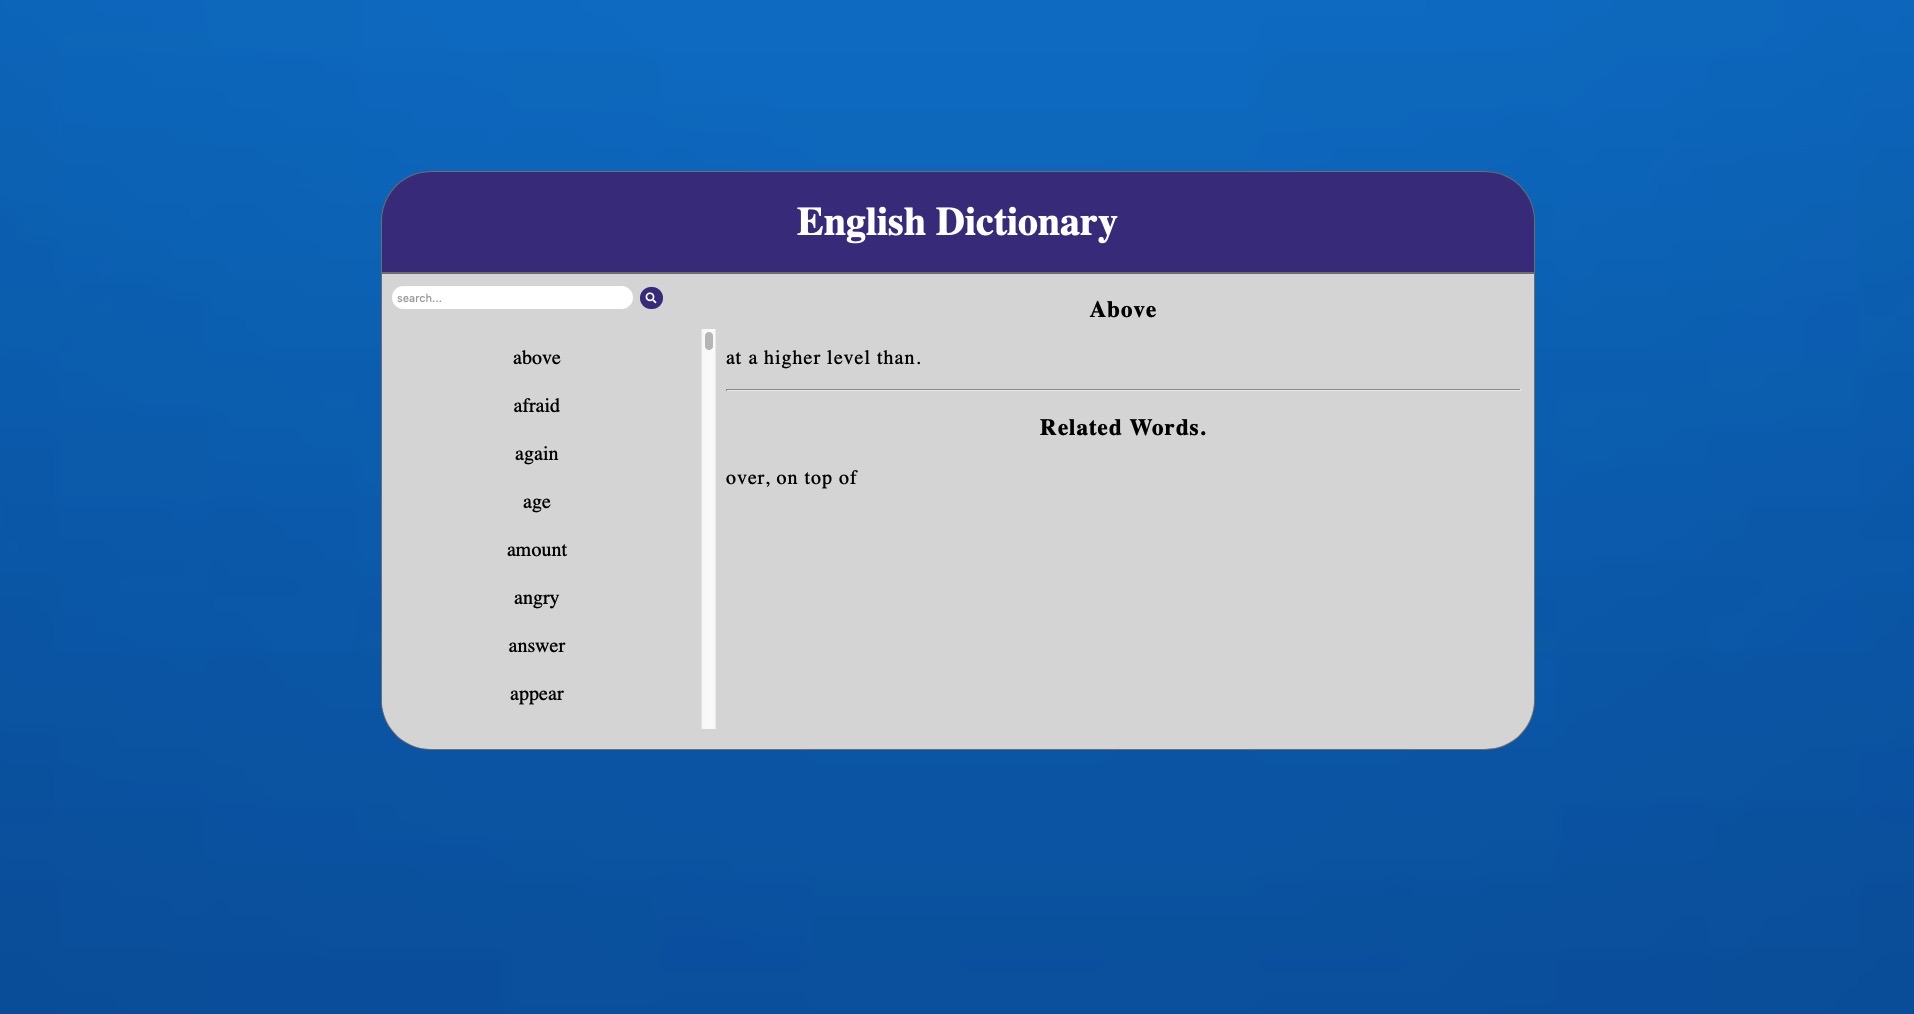 English Dictionary
search...
above
afraid
again
age
amount
angry
answer
appear
Above
at a higher level than.
Related Words.
over, on top of